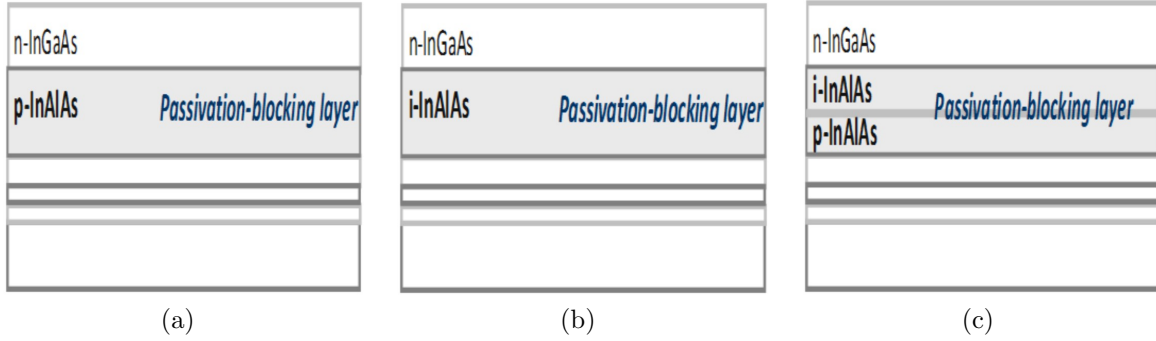 n-InGaAs
p-InAlAs Passivation-blocking layer
(a)
n-InGaAs
i-InAlAs Passivation-blocking layer
(b)
n-InGaAs
i-InAlAs
Passivation-blocking layer
p-InAlAs
(c)